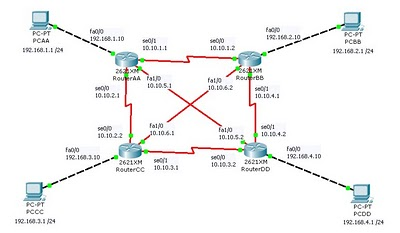 PC-PT
PCAA
192.168.1.1 /24
fa0/0
192.168.1.10
2621XM
RouterAA
se0/1
10.10.1.1
se0/0
10.10.1.2
2621XM
RouterBB
fa0/0
192.168.2.10
PC-PT
PCBB
192.168.2.1 /24
fa1/0
10.10.5.1
fa1/0
10.10.6.2
se0/0
10.10.2.1
se0/1
10.10.4.1
se0/0
10.10.2.2
fa1/0
10.10.6.1
fa1/0
10.10.5.2
se0/0
10.10.4.2
fa0/0
192.168.3.10
2621XM
RouterCC
se0/1
10.10.3.1
se0/1
10.10.3.2
2621XM
RouterDD
fa0/0
192.168.4.10
PC-PT
PCCC
192.168.3.1 /24
PC-PT
PCDD
192.168.4.1 /24